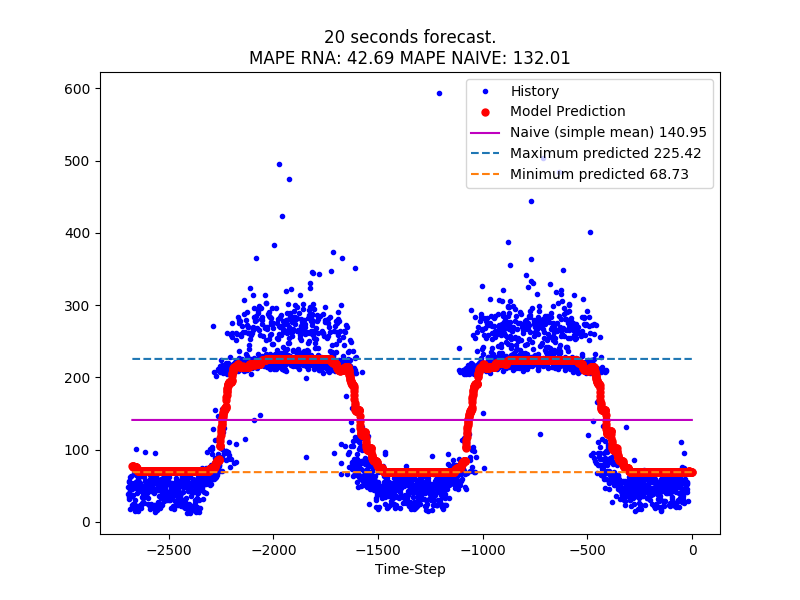 20 seconds forecast.
MAPE RNA: 42.69 MAPE NAIVE: 132.01
History
Model Prediction
Naive (simple mean) 140.95
Maximum predicted 225.42
Minimum predicted 68.73
600
500
400
300
200
100
0
−2500 −2000 −1500 −1000 −500 0
Time-Step